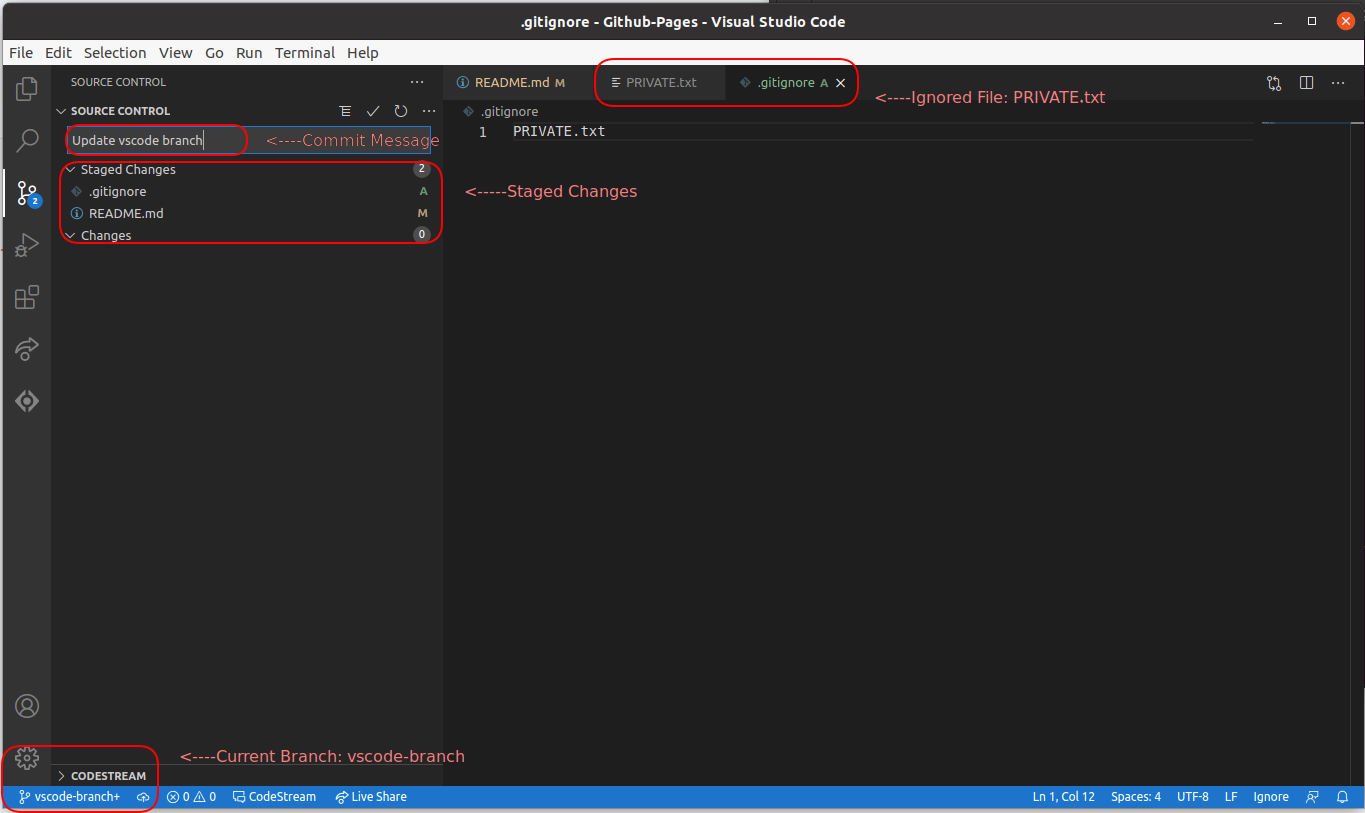 .gitignore - Github-Pages - Visual Studio Code
File Edit Selection View Go Run Terminal Help
SOURCE CONTROL
README.md M PRIVATE.txt .gitignore A
<----Ignored File: PRIVATE.txt
SOURCE CONTROL
.gitignore
Update vscode branch <----Commit Message
1 PRIVATE.txt
Staged Changes 2
.gitignore A
<-----Staged Changes
2
README.md M
Changes 0
<----Current Branch: vscode-branch
CODESTREAM
vscode-branch+ 0 0 CodeStream Live Share Ln 1, Col 12 Spaces: 4 UTF-8 LF Ignore